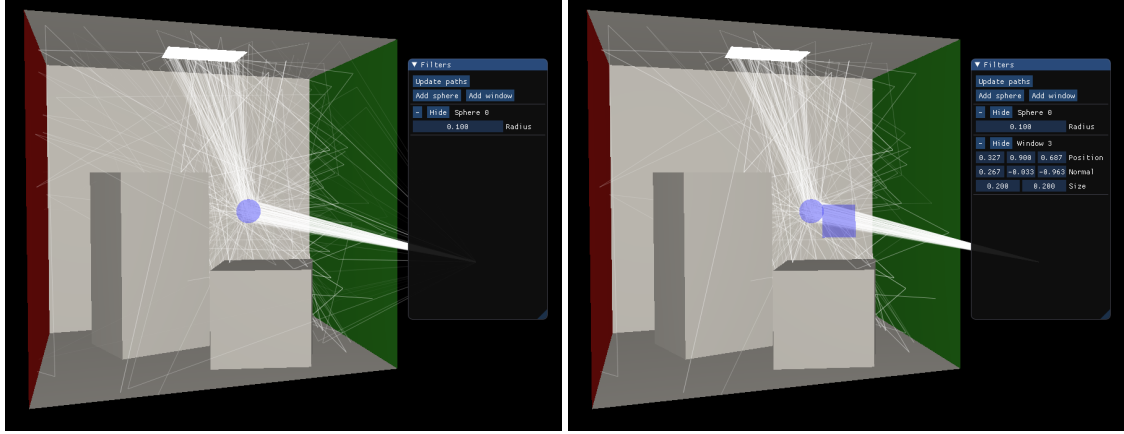 ▼ Filters
Update paths
Add sphere Add window
- Hide Sphere 0
0.100 Radius
▼ Filters
Update paths
Add sphere Add window
- Hide Sphere 0
0.100 Radius
- Hide Window 3
0.327 0.900 0.687 Position
0.267 -0.033 -0.963 Normal
0.200 0.200 Size